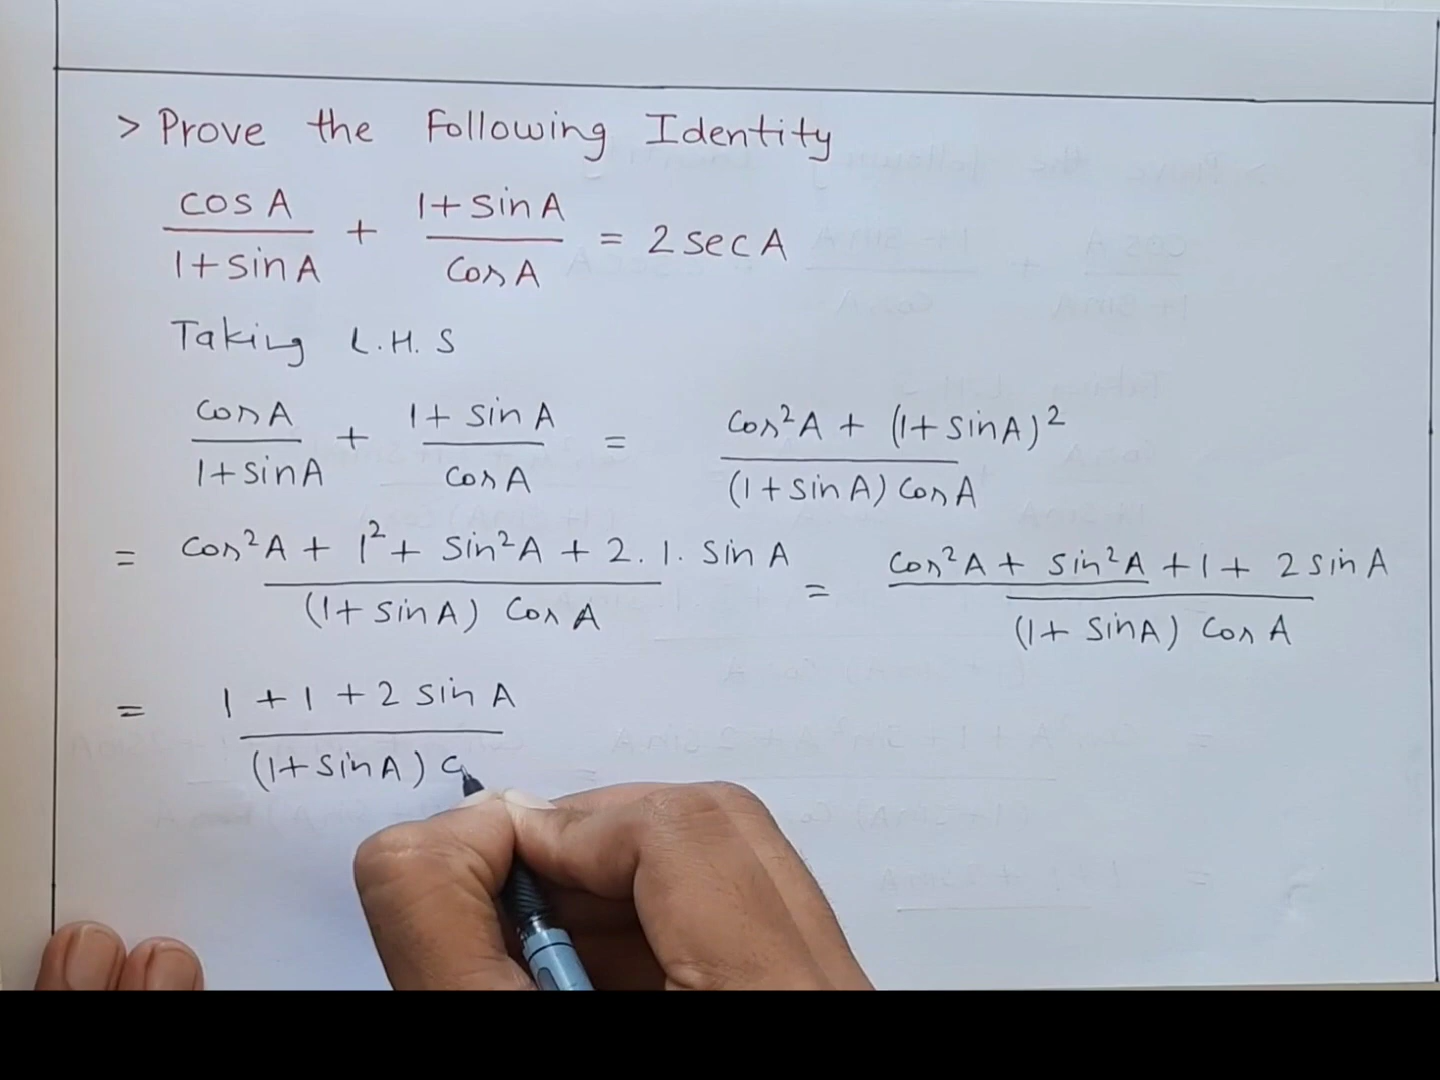 > Prove the Following Identity
cos A / 1+sin A + 1+sin A / cos A = 2 sec A
Taking L.H.S
cos A / 1+sin A + 1+sin A / cos A = cos²A + (1+sin A)² / (1+sin A) cos A
= cos²A + 1² + sin²A + 2.1. sin A / (1+sin A) cos A = cos²A + sin²A + 1 + 2 sin A / (1+ sin A) cos A
= 1 + 1 + 2 sin A / (1+sin A) c